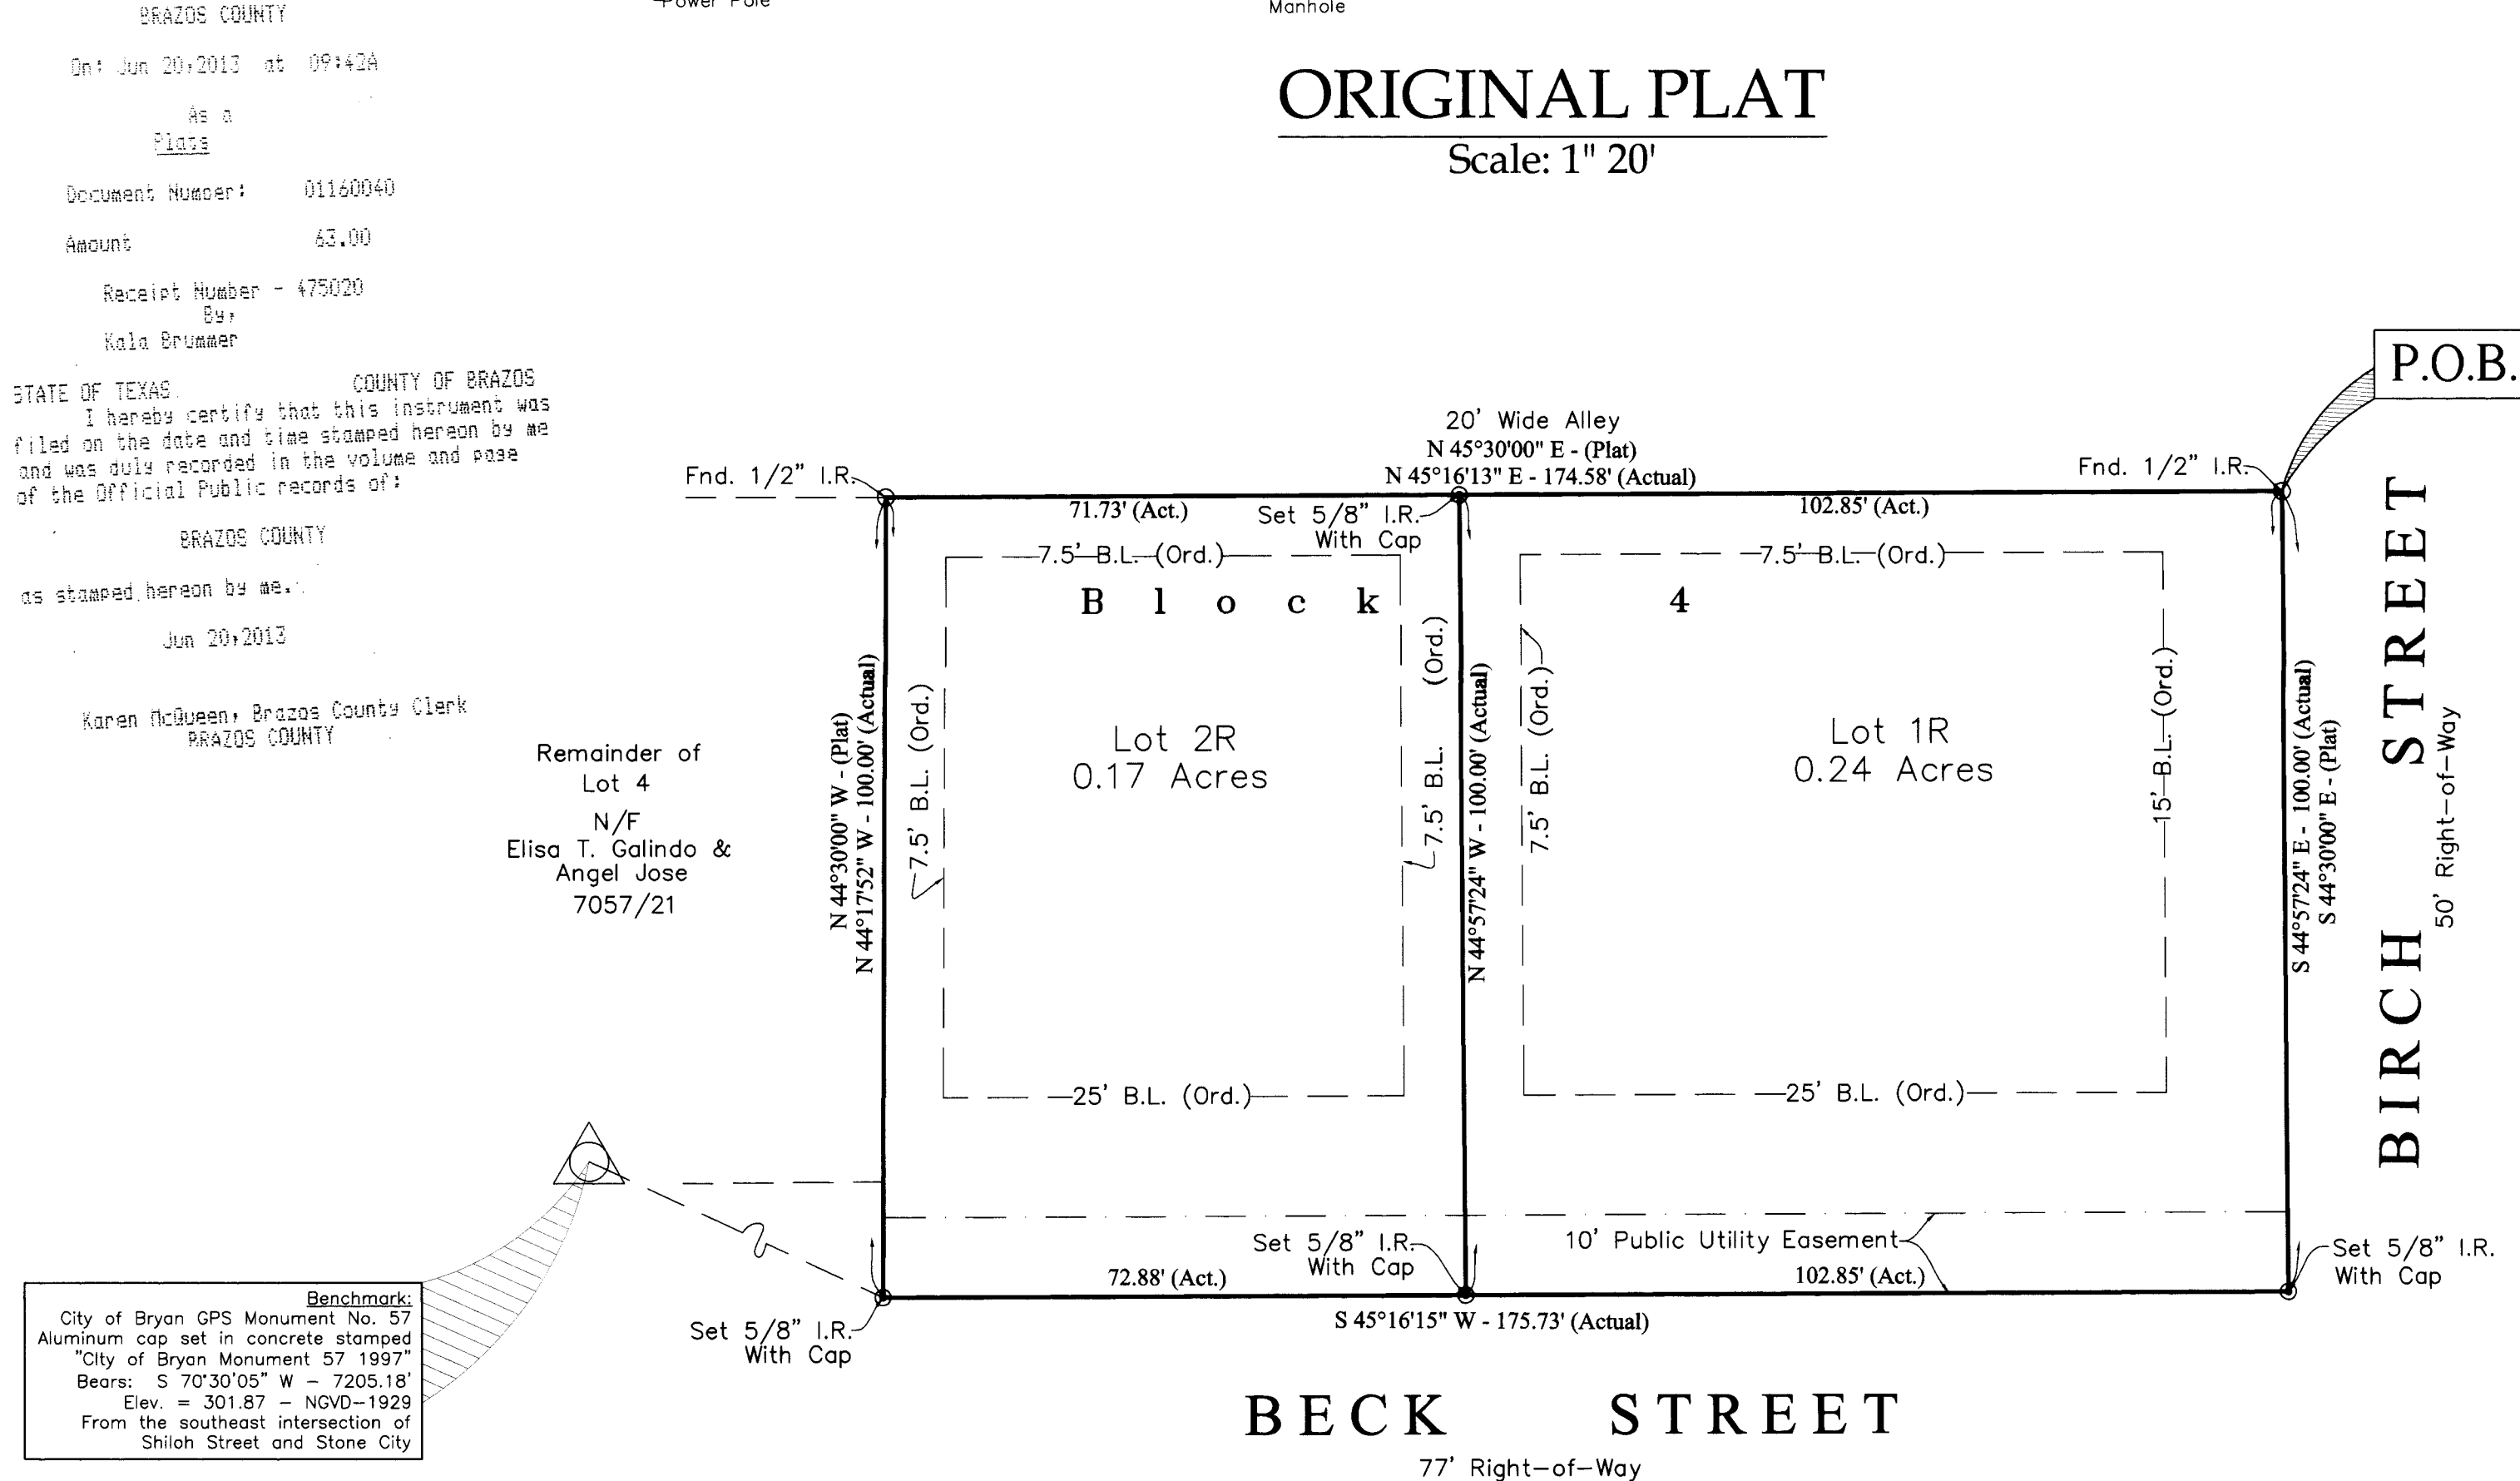 Power Pole
Manhole
BRAZOS COUNTY
On: Jun 20,2013 at 09:42A
As a
Plats
Document Number: 01160040
Amount 63.00
Receipt Number - 475020
By,
Kala Brummer
STATE OF TEXAS COUNTY OF BRAZOS
I hereby certify that this instrument was
filed on the date and time stamped hereon by me
and was duly recorded in the volume and page
of the Official Public records of:
BRAZOS COUNTY
as stamped hereon by me.
Jun 20,2013
Karen McQueen, Brazos County Clerk
BRAZOS COUNTY
ORIGINAL PLAT
Scale: 1" 20'
P.O.B.
20' Wide Alley
N 45°30'00" E - (Plat)
N 45°16'13" E - 174.58' (Actual)
Fnd. 1/2" I.R.
Fnd. 1/2" I.R.
71.73' (Act.)
Set 5/8" I.R.
With Cap
102.85' (Act.)
7.5' B.L. (Ord.)
7.5' B.L. (Ord.)
Block 4
N 44°30'00" W - (Plat)
N 44°17'52" W - 100.00' (Actual)
7.5' B.L. (Ord.)
Lot 2R
0.17 Acres
7.5' B.L. (Ord.)
N 44°57'24" W - 100.00' (Actual)
7.5' B.L. (Ord.)
Lot 1R
0.24 Acres
15' B.L. (Ord.)
S 44°57'24" E - 100.00' (Actual)
S 44°30'00" E - (Plat)
BIRCH STREET
50' Right-of-Way
Remainder of
Lot 4
N/F
Elisa T. Galindo &
Angel Jose
7057/21
25' B.L. (Ord.)
25' B.L. (Ord.)
Set 5/8" I.R.
With Cap
10' Public Utility Easement
Set 5/8" I.R.
With Cap
72.88' (Act.)
102.85' (Act.)
Set 5/8" I.R.
With Cap
S 45°16'15" W - 175.73' (Actual)
BECK STREET
77' Right-of-Way
Benchmark:
City of Bryan GPS Monument No. 57
Aluminum cap set in concrete stamped
"City of Bryan Monument 57 1997"
Bears: S 70°30'05" W - 7205.18'
Elev. = 301.87 - NGVD-1929
From the southeast intersection of
Shiloh Street and Stone City